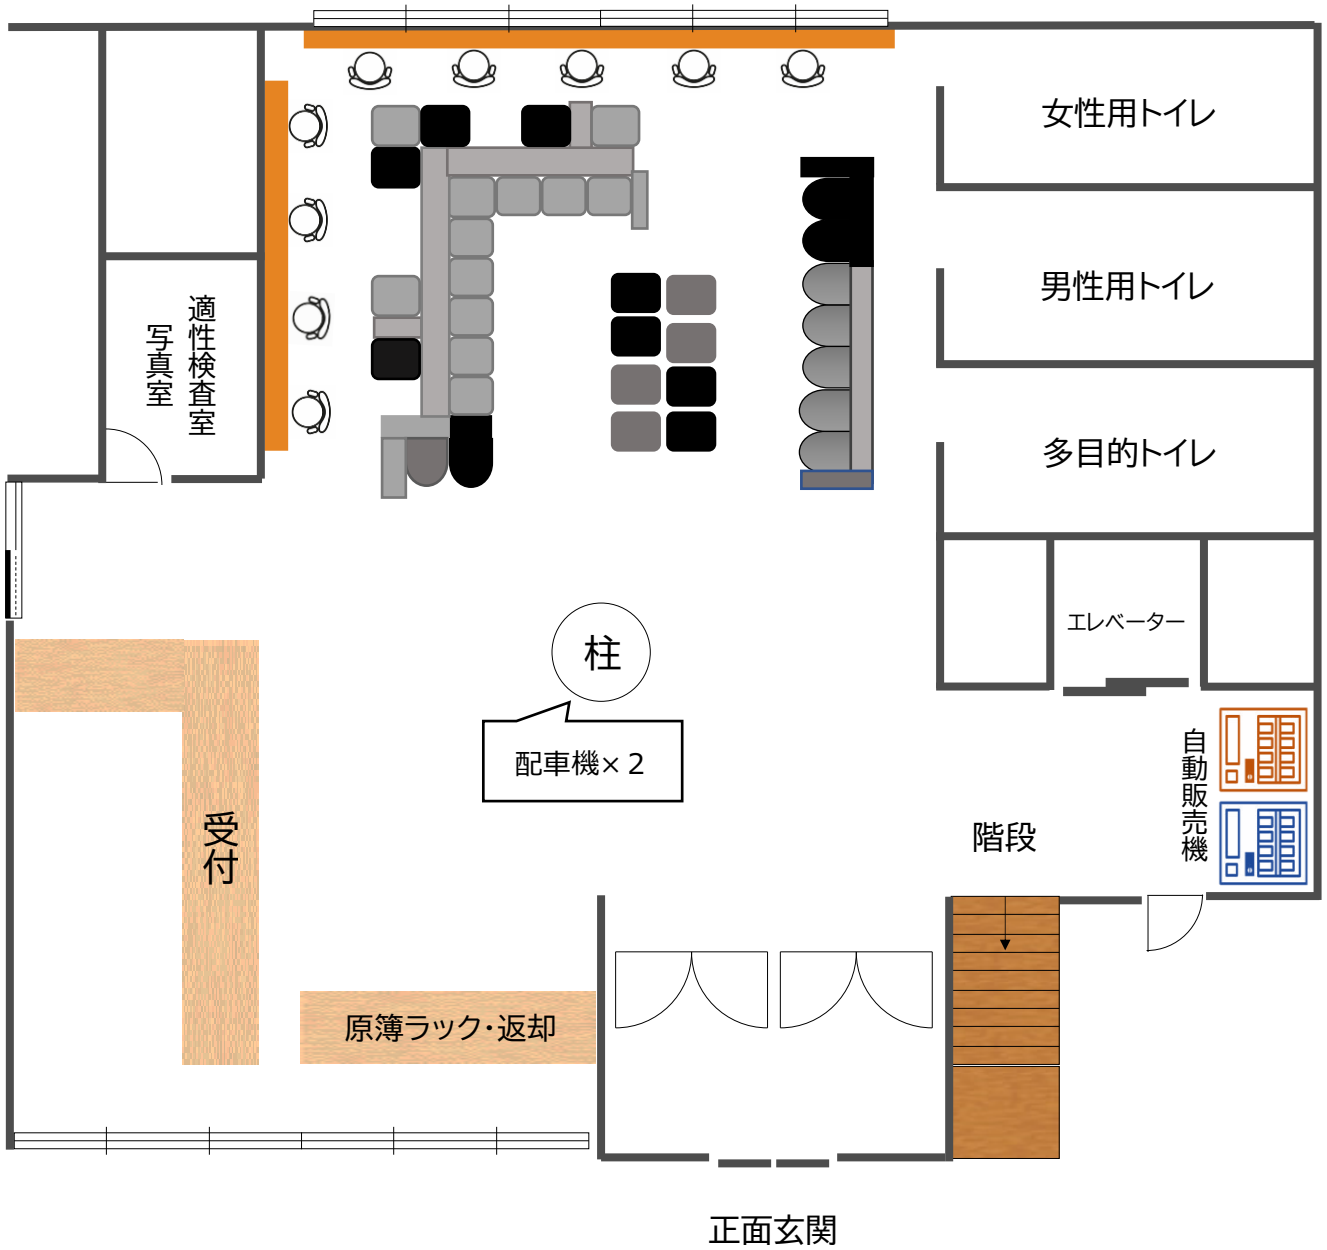 女性用トイレ
男性用トイレ
適性検査室
写真室
多目的トイレ
エレベーター
柱
配車機×２
自動販売機
階段
受付
原簿ラック・返却
正面玄関